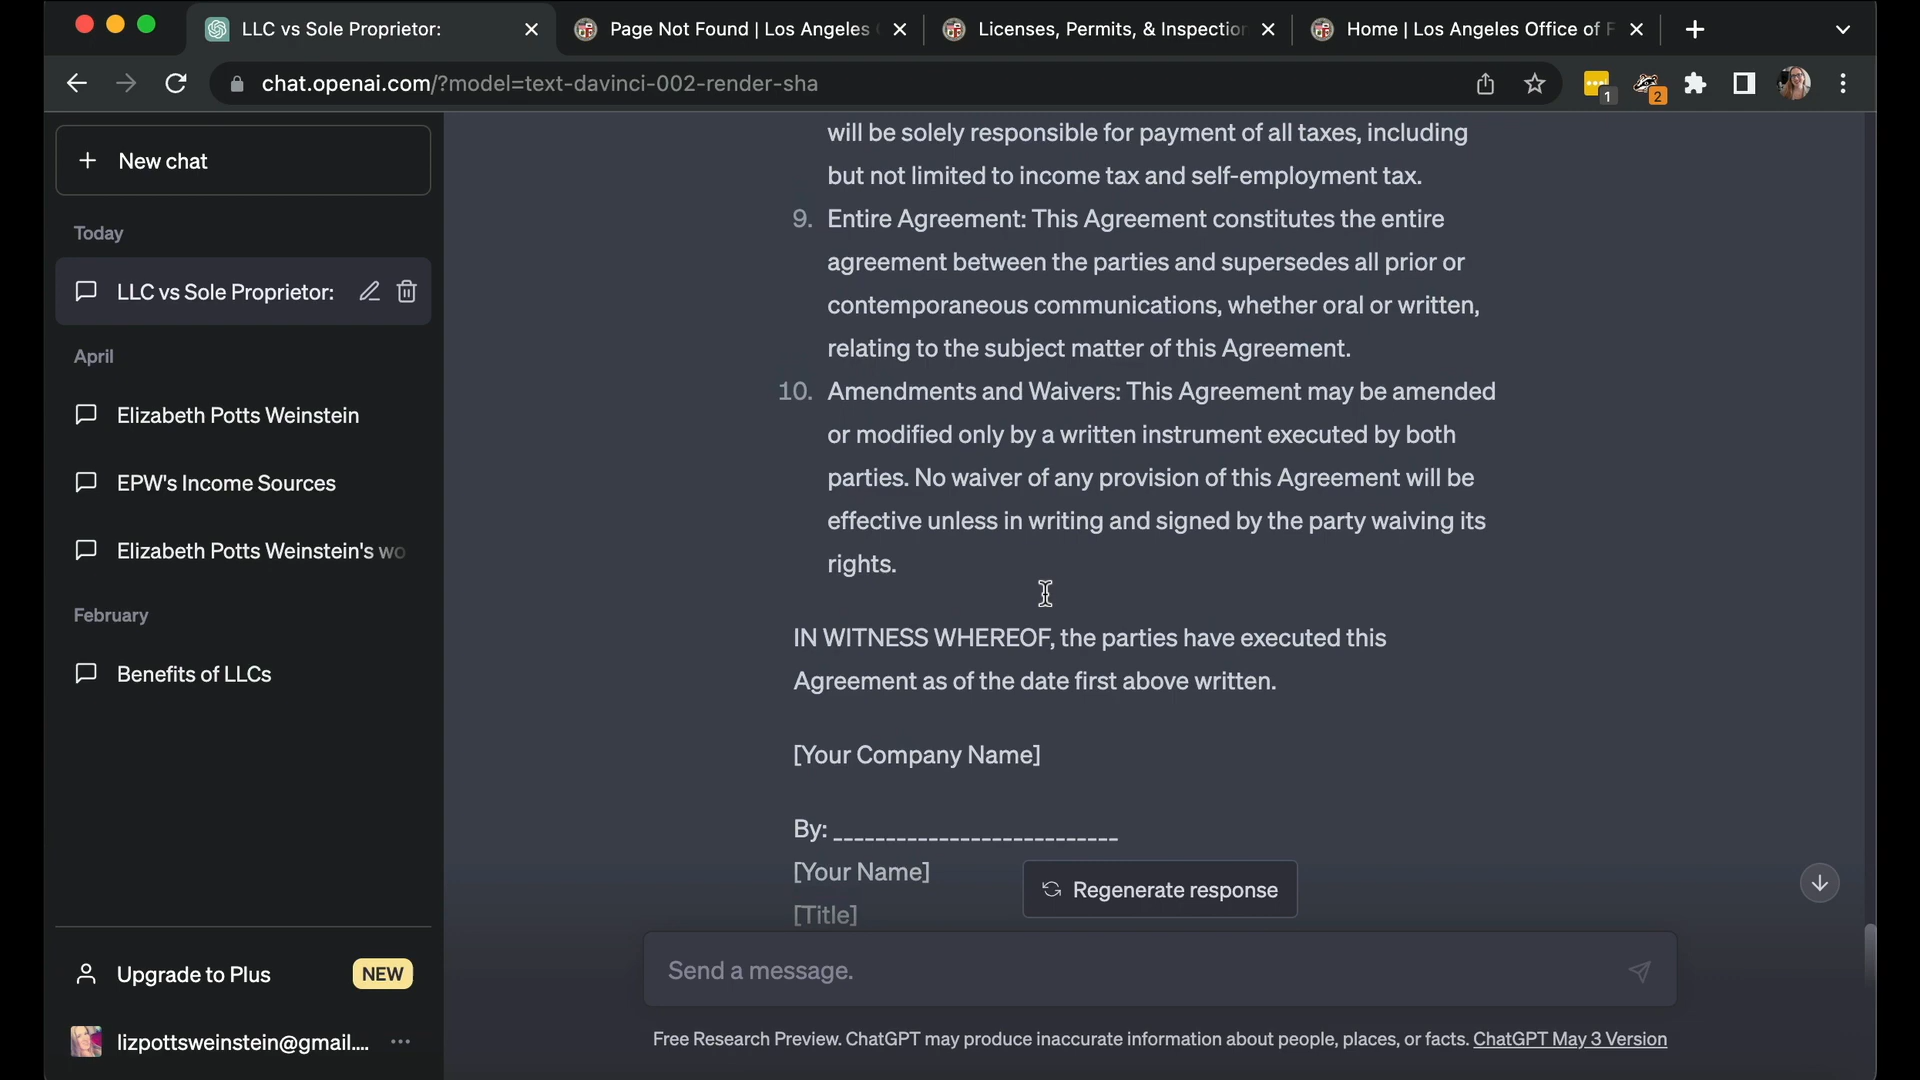 LLC vs Sole Proprietor:
Page Not Found | Los Angeles
Licenses, Permits, & Inspection
Home | Los Angeles Office of F
chat.openai.com/?model=text-davinci-002-render-sha
1
2
New chat
Today
LLC vs Sole Proprietor:
April
Elizabeth Potts Weinstein
EPW's Income Sources
Elizabeth Potts Weinstein's wo
February
Benefits of LLCs
Upgrade to Plus NEW
lizpottsweinstein@gmail....
will be solely responsible for payment of all taxes, including
but not limited to income tax and self-employment tax.
9. Entire Agreement: This Agreement constitutes the entire
agreement between the parties and supersedes all prior or
contemporaneous communications, whether oral or written,
relating to the subject matter of this Agreement.
10. Amendments and Waivers: This Agreement may be amended
or modified only by a written instrument executed by both
parties. No waiver of any provision of this Agreement will be
effective unless in writing and signed by the party waiving its
rights.
IN WITNESS WHEREOF, the parties have executed this
Agreement as of the date first above written.
[Your Company Name]
By: ___________________________
[Your Name]
[Title]
Regenerate response
Send a message.
Free Research Preview. ChatGPT may produce inaccurate information about people, places, or facts. ChatGPT May 3 Version